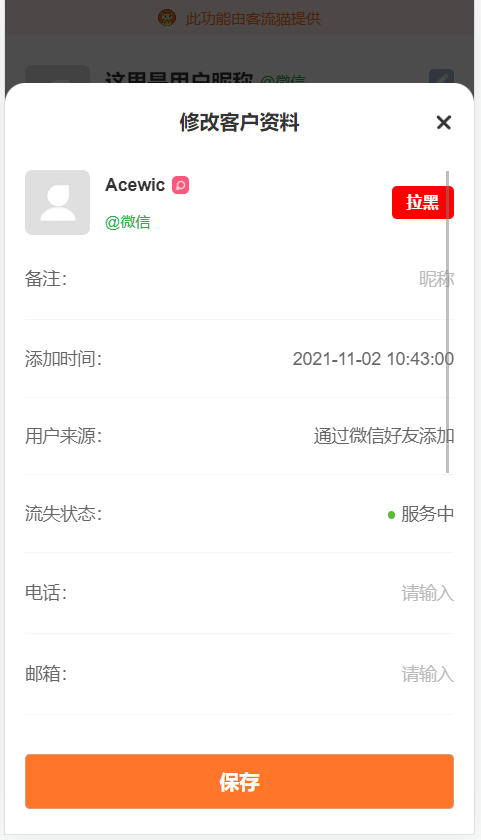 此功能由客流猫提供
这里是用户昵称 @微信
修改客户资料
Acewic
@微信
拉黑
备注：
昵称
添加时间：
2021-11-02 10:43:00
用户来源：
通过微信好友添加
流失状态：
服务中
电话：
请输入
邮箱：
请输入
保存